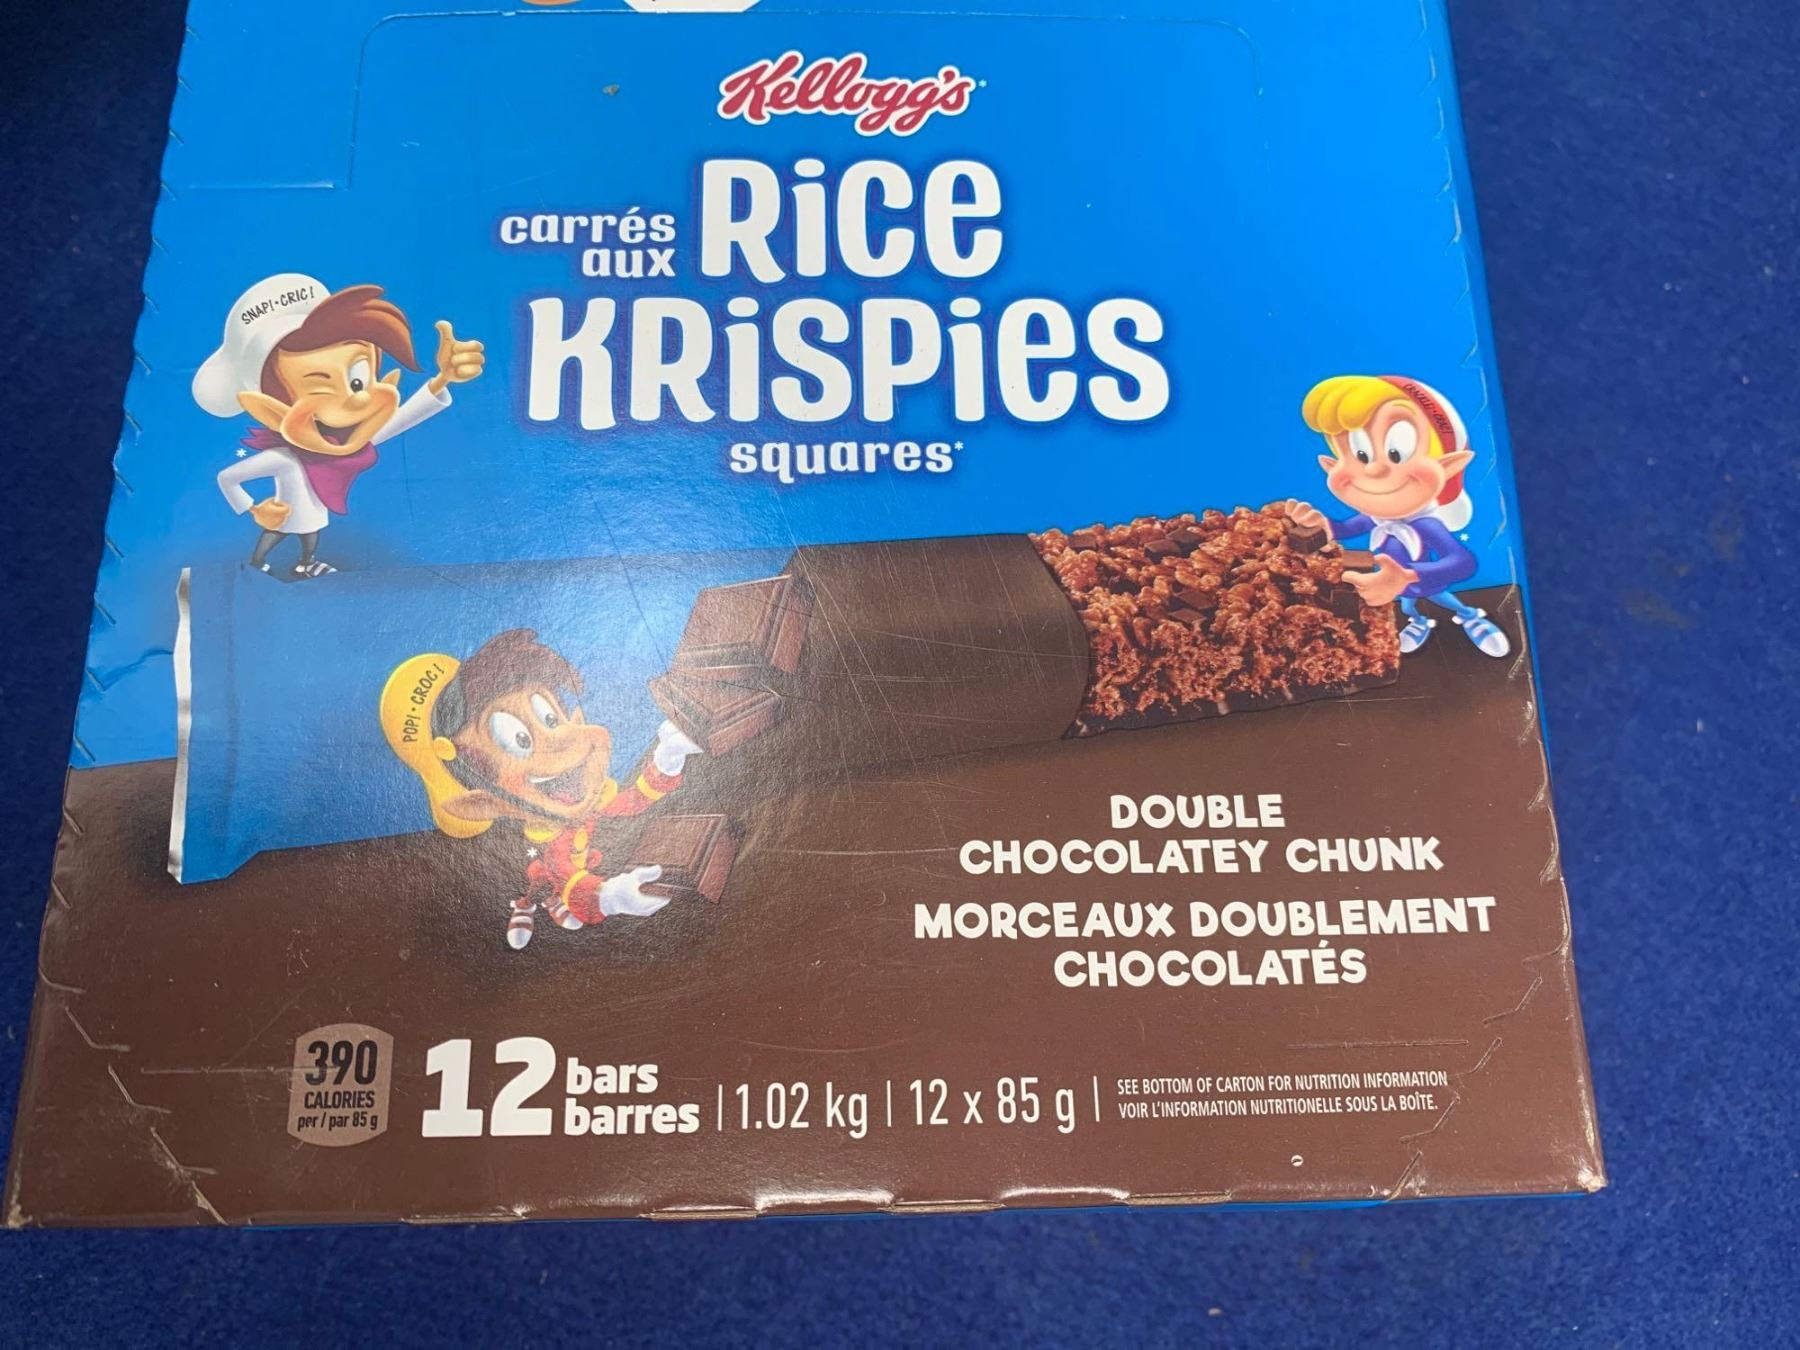 Kellogg's
carrés aux Rice
Krispies
squares*
SNAP!•CRIC!
CRACKLE!•CRAC!
POP!•CROC!
DOUBLE
CHOCOLATEY CHUNK
MORCEAUX DOUBLEMENT
CHOCOLATÉS
390
CALORIES
per / par 85 g
12 bars
barres | 1.02 kg | 12 x 85 g |
SEE BOTTOM OF CARTON FOR NUTRITION INFORMATION
VOIR L'INFORMATION NUTRITIONELLE SOUS LA BOÎTE.